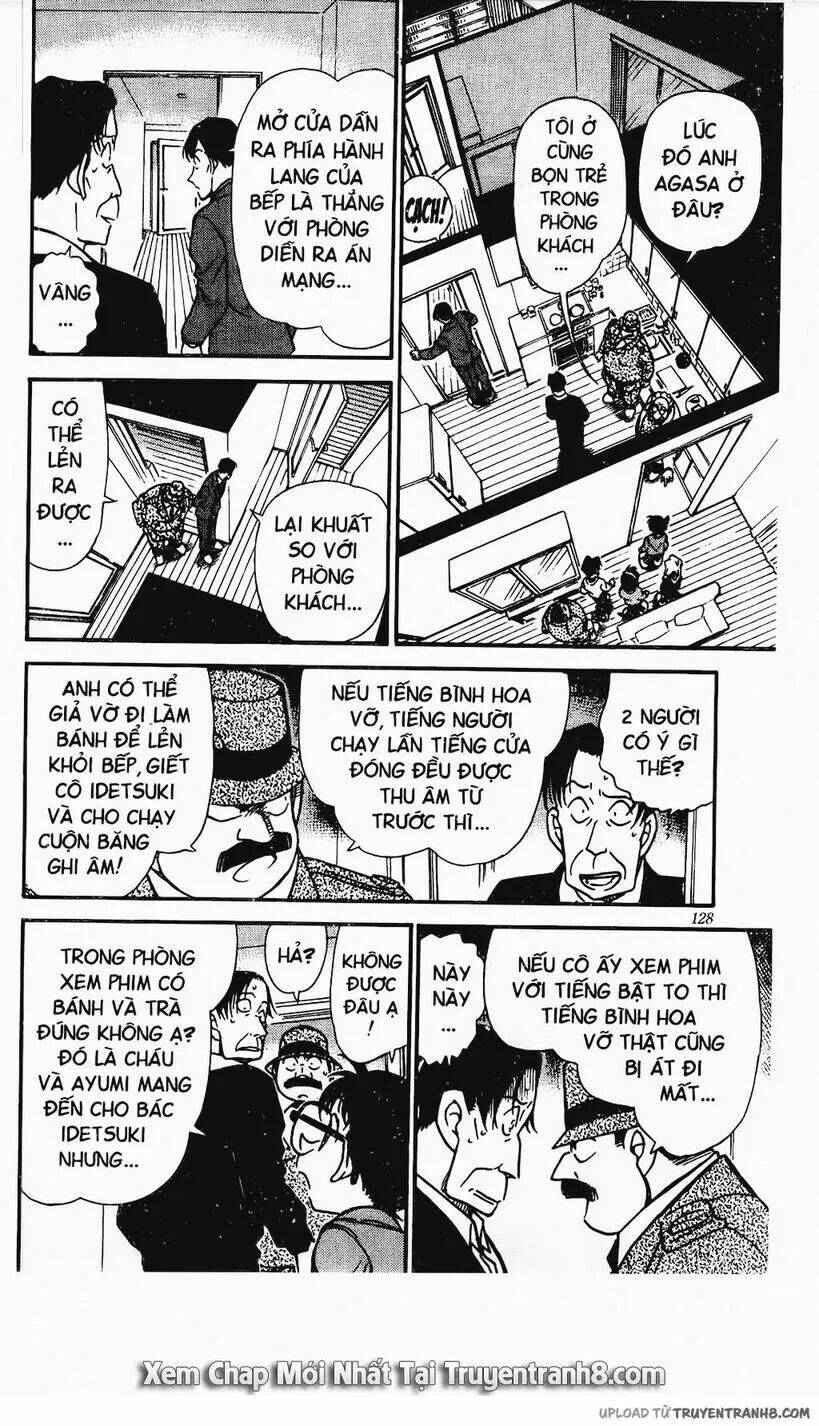 MỞ CỬA DẪN
RA PHÍA HÀNH
LANG CỦA
BẾP LÀ THẲNG
VỚI PHÒNG
DIỄN RA ÁN
MẠNG...
VÂNG
...
LÚC
ĐÓ ANH
AGASA Ở
ĐÂU?
TÔI Ở
CÙNG
BỌN TRẺ
TRONG
PHÒNG
KHÁCH
...
CẠCH!
CÓ
THỂ
LẺN
RA
ĐƯỢC
...
LẠI KHUẤT
SO VỚI
PHÒNG
KHÁCH...
ANH CÓ THỂ
GIẢ VỜ ĐI LÀM
BÁNH ĐỂ LẺN
KHỎI BẾP, GIẾT
CÔ IDETSUKI
VÀ CHO CHẠY
CUỘN BĂNG
GHI ÂM!
NẾU TIẾNG BÌNH HOA
VỠ, TIẾNG NGƯỜI
CHẠY LẪN TIẾNG CỬA
ĐÓNG ĐỀU ĐƯỢC
THU ÂM TỪ
TRƯỚC THÌ...
2 NGƯỜI
CÓ Ý GÌ
THẾ?
128
TRONG PHÒNG
XEM PHIM CÓ
BÁNH VÀ TRÀ
ĐÚNG KHÔNG Ạ?
ĐÓ LÀ CHÁU
VÀ AYUMI MANG
ĐẾN CHO BÁC
IDETSUKI
NHƯNG...
HẢ?
KHÔNG
ĐƯỢC
ĐÂU Ạ
!
NÀY
NÀY
...
NẾU CÔ ẤY XEM PHIM
VỚI TIẾNG BẬT TO THÌ
TIẾNG BÌNH HOA
VỠ THẬT CŨNG
BỊ ÁT ĐI
MẤT...
Xem Chap Mới Nhất Tại Truyentranh8.com
UPLOAD TỪ TRUYENTRANH8.COM